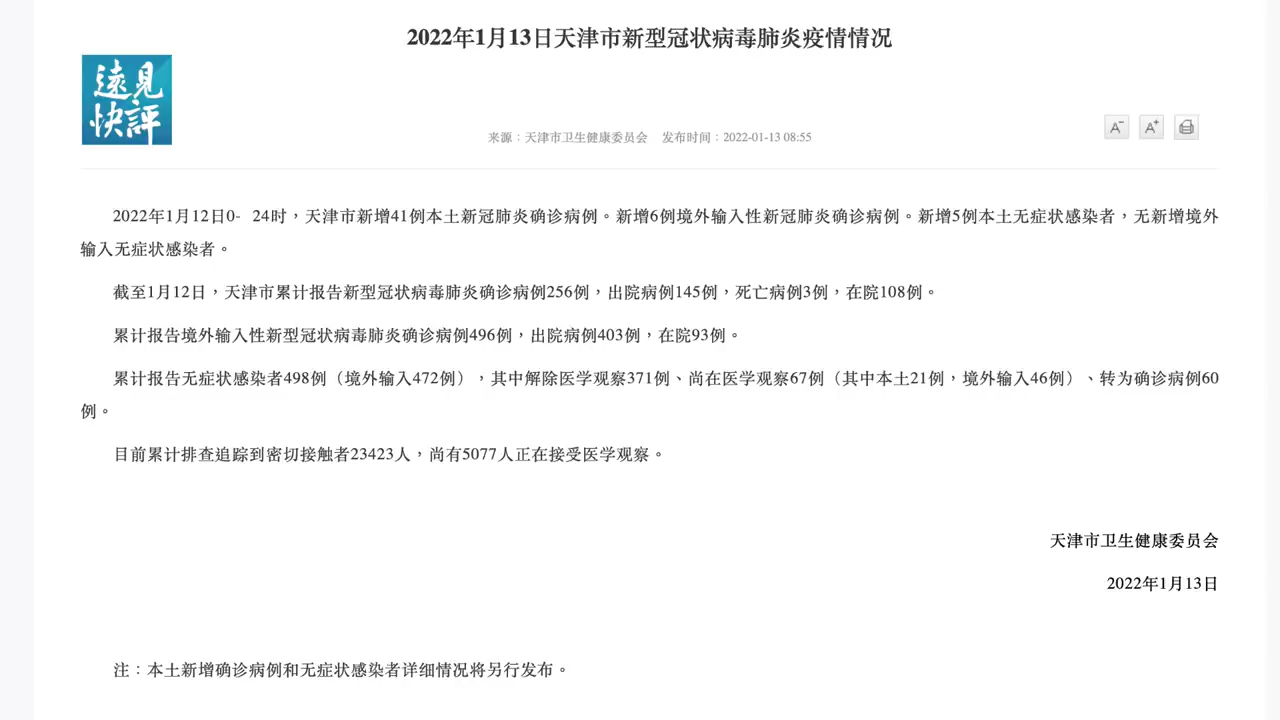 2022年1月13日天津市新型冠状病毒肺炎疫情情况
遠見
快評
来源：天津市卫生健康委员会 发布时间：2022-01-13 08:55
A- A+
2022年1月12日0- 24时，天津市新增41例本土新冠肺炎确诊病例。新增6例境外输入性新冠肺炎确诊病例。新增5例本土无症状感染者，无新增境外
输入无症状感染者。
截至1月12日，天津市累计报告新型冠状病毒肺炎确诊病例256例，出院病例145例，死亡病例3例，在院108例。
累计报告境外输入性新型冠状病毒肺炎确诊病例496例，出院病例403例，在院93例。
累计报告无症状感染者498例（境外输入472例），其中解除医学观察371例、尚在医学观察67例（其中本土21例，境外输入46例）、转为确诊病例60
例。
目前累计排查追踪到密切接触者23423人，尚有5077人正在接受医学观察。
天津市卫生健康委员会
2022年1月13日
注：本土新增确诊病例和无症状感染者详细情况将另行发布。